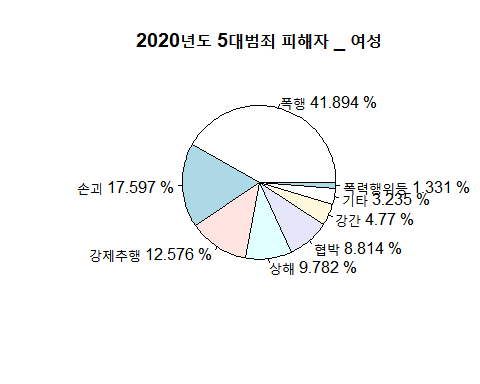 2020년도 5대범죄 피해자 _ 여성
폭행 41.894 %
손괴 17.597 %
강제추행 12.576 %
상해 9.782 %
협박 8.814 %
강간 4.77 %
기타 3.235 %
폭력행위등 1.331 %